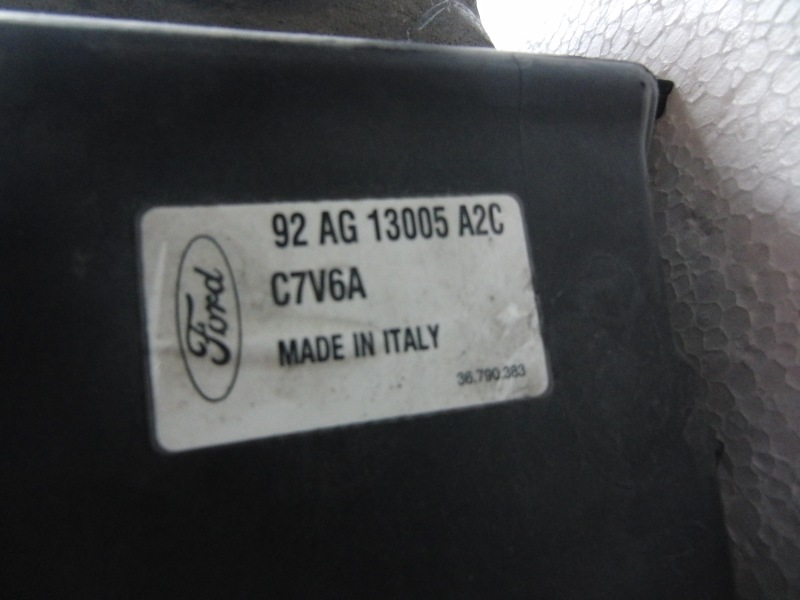 92 AG 13005 A2C
C7V6A
Ford
MADE IN ITALY
36.790.383